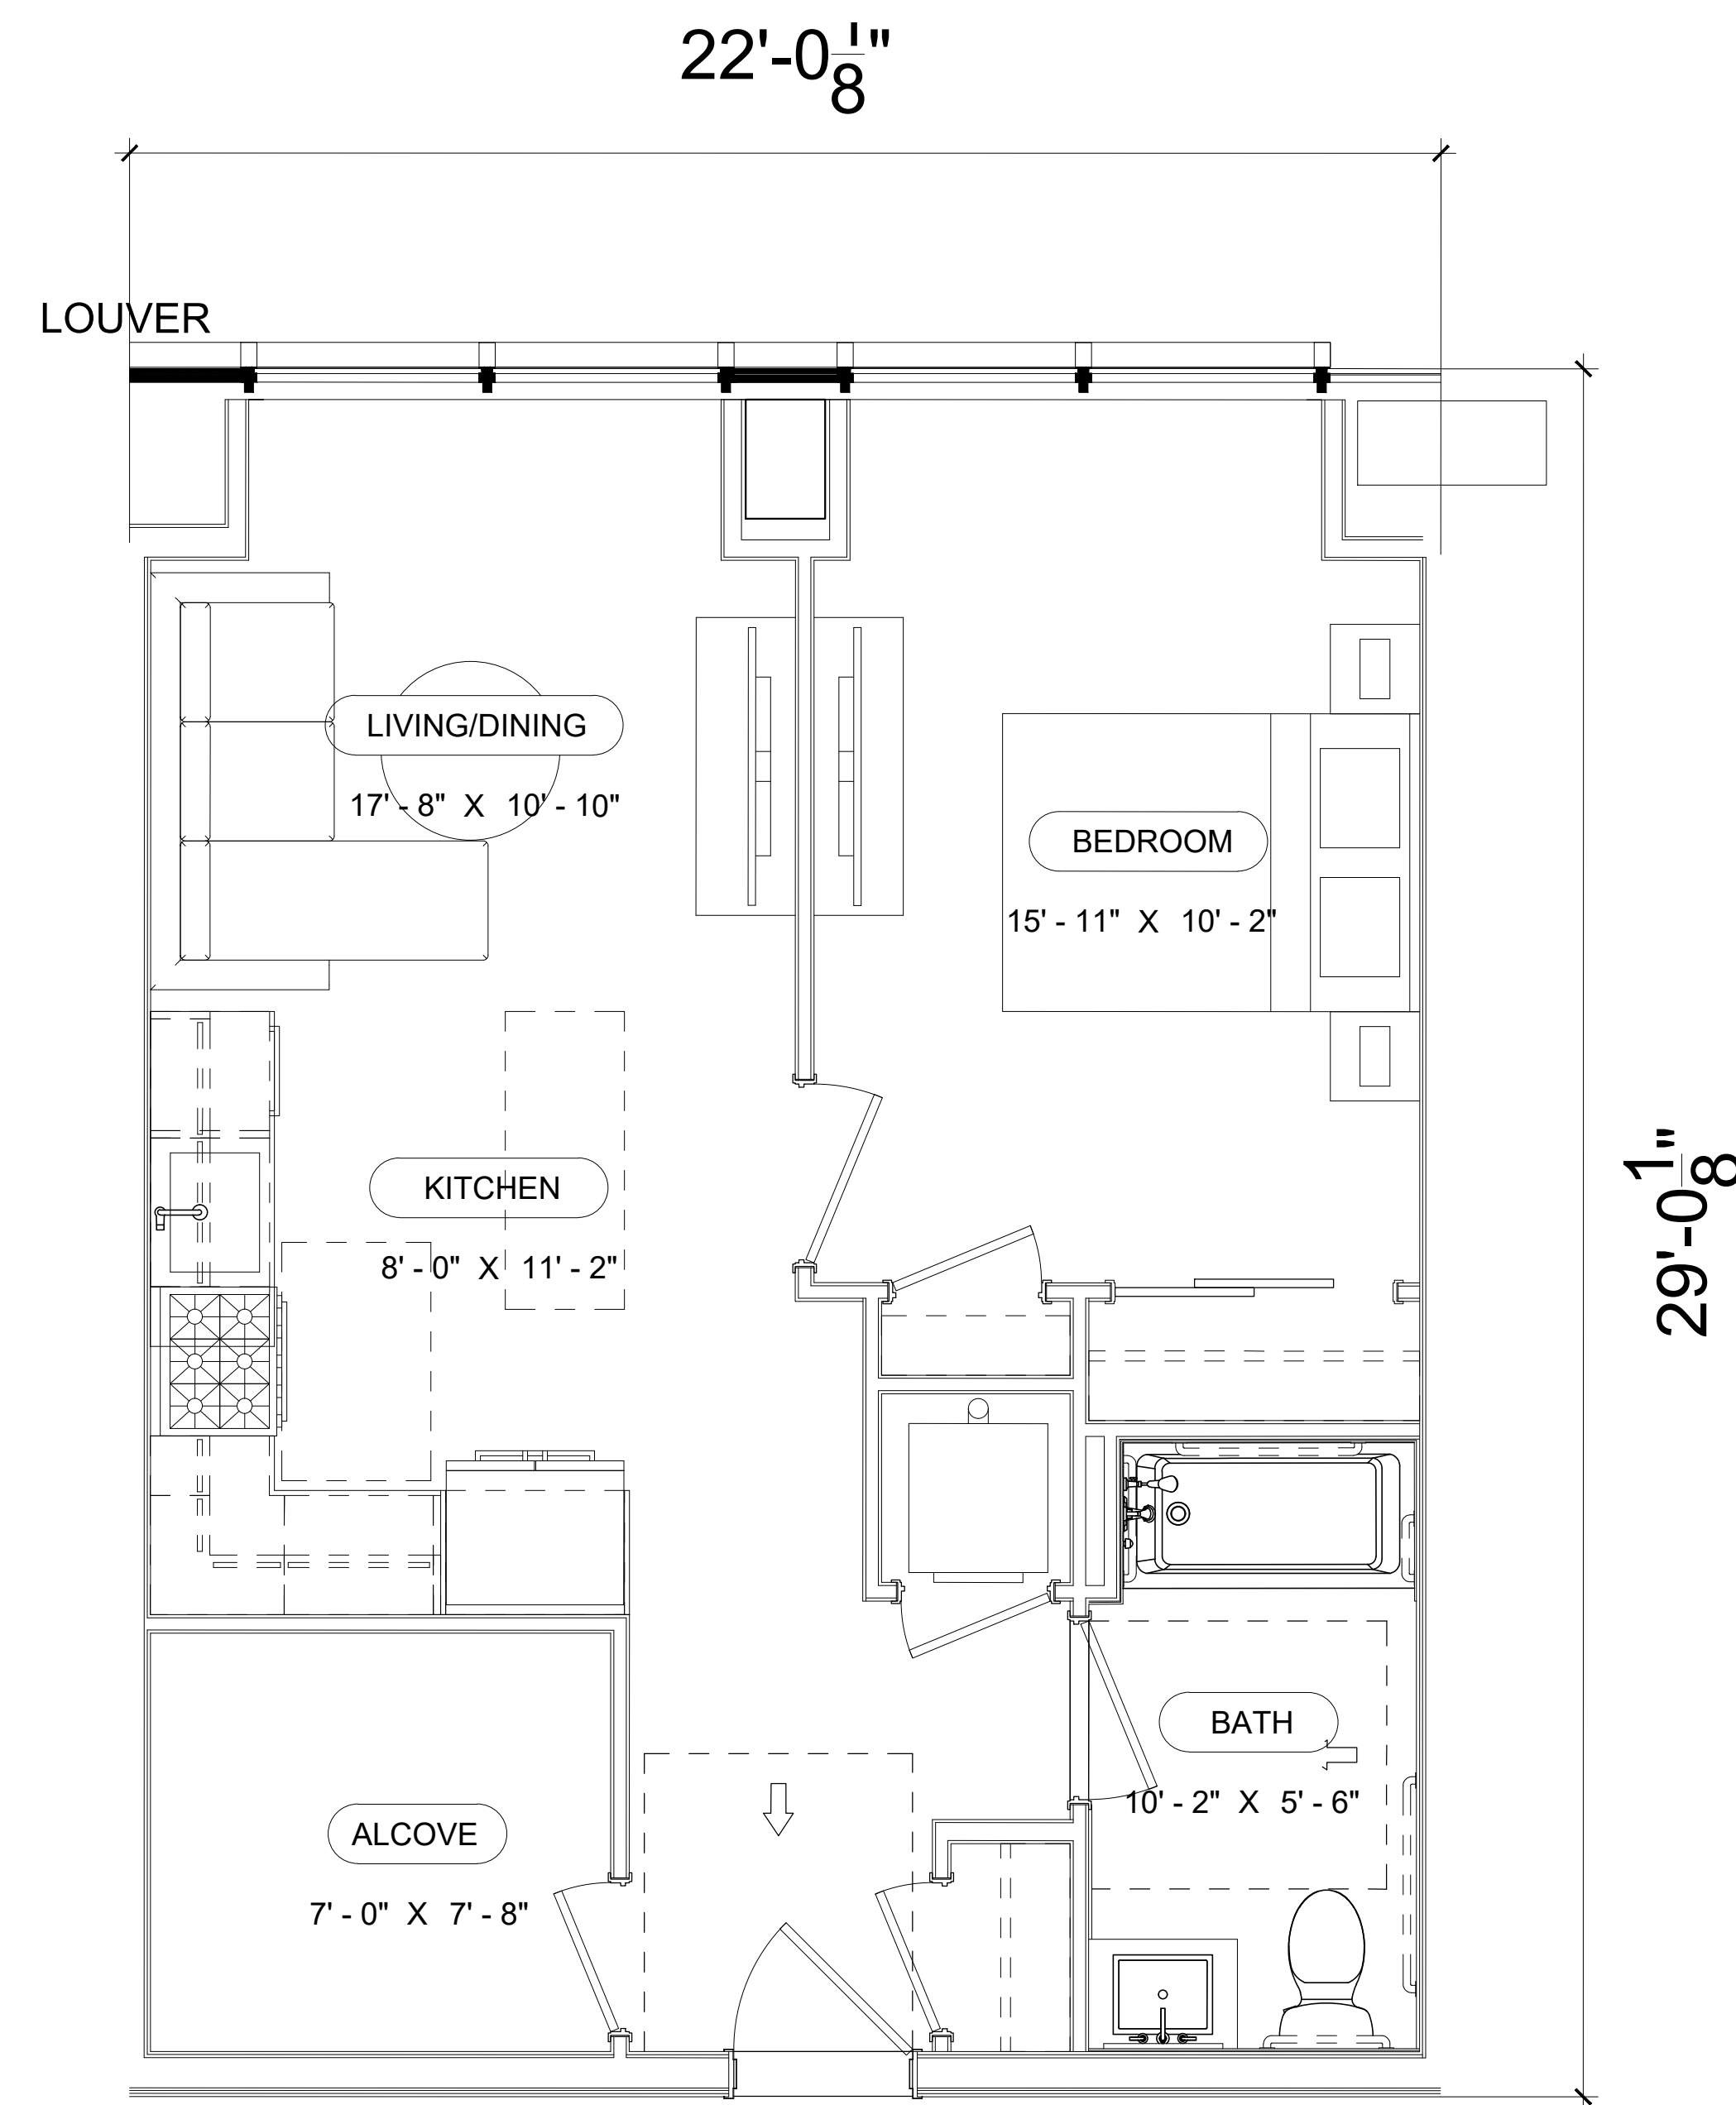 22'-0 1/8"
LOUVER
LIVING/DINING
17' - 8" X 10' - 10"
BEDROOM
15' - 11" X 10' - 2"
29'-0 1/8"
KITCHEN
8' - 0" X 11' - 2"
BATH
10' - 2" X 5' - 6"
ALCOVE
7' - 0" X 7' - 8"